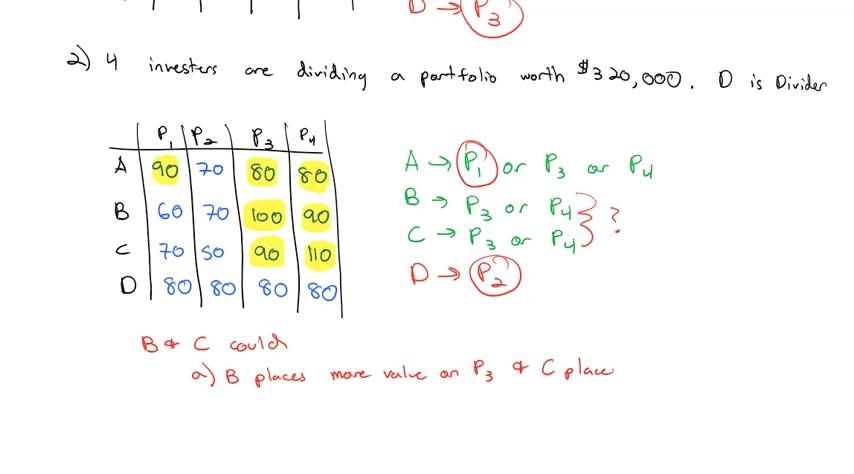 D → P3
2) 4 investers are dividing a portfolio worth $320,000. D is Divider
P1 P2 P3 P4
A 90 70 80 80
B 60 70 100 90
C 70 50 90 110
D 80 80 80 80
A → P1 or P3 or P4
B → P3 or P4
C → P3 or P4 } ?
D → P2
B & C could
a) B places more value on P3 & C place